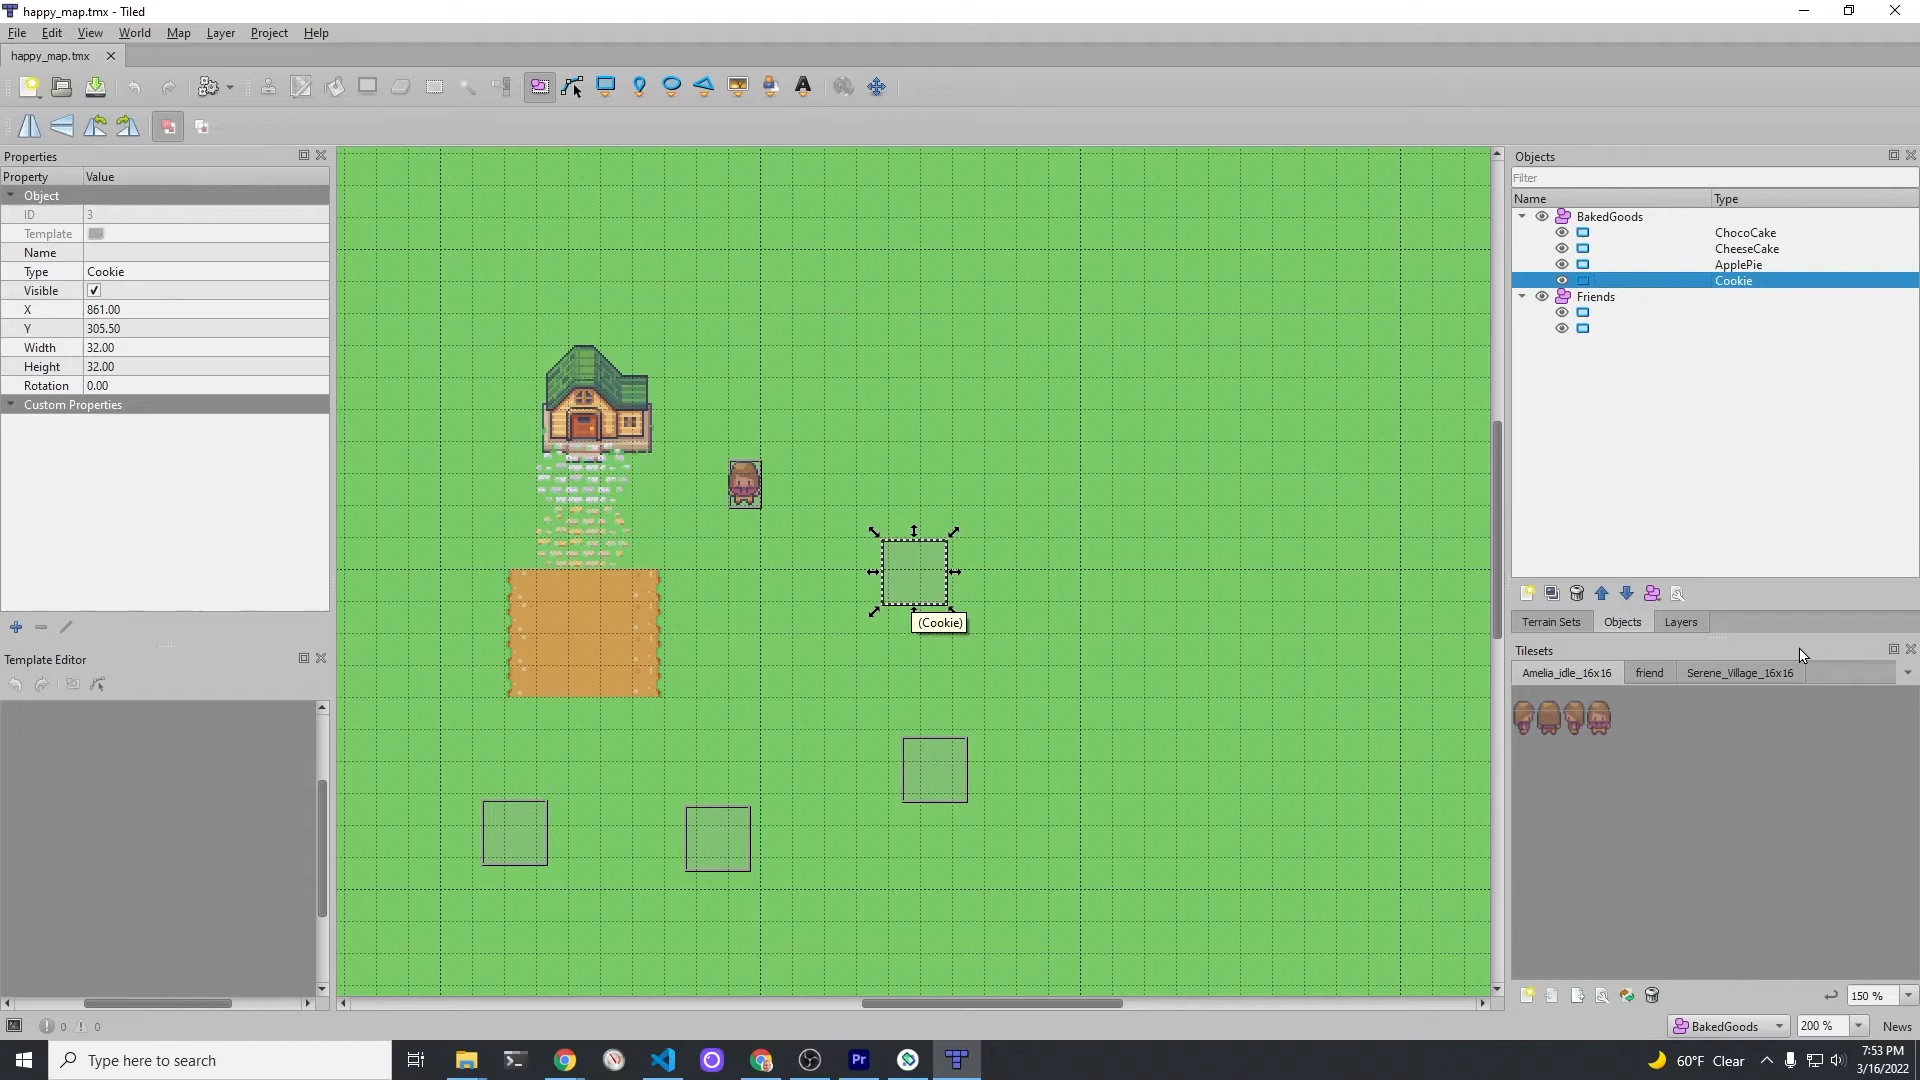 happy_map.tmx - Tiled
File Edit View World Map Layer Project Help
happy_map.tmx
Properties
Property Value
Object
ID 3
Template
Name
Type Cookie
Visible
X 861.00
Y 305.50
Width 32.00
Height 32.00
Rotation 0.00
Custom Properties
Template Editor
(Cookie)
Objects
Filter
Name Type
BakedGoods
ChocoCake
CheeseCake
ApplePie
Cookie
Friends
Terrain Sets Objects Layers
Tilesets
Amelia_idle_16x16 friend Serene_Village_16x16
150 %
0 0
BakedGoods 200 % News
Type here to search
Pr
60°F Clear
7:53 PM
3/16/2022